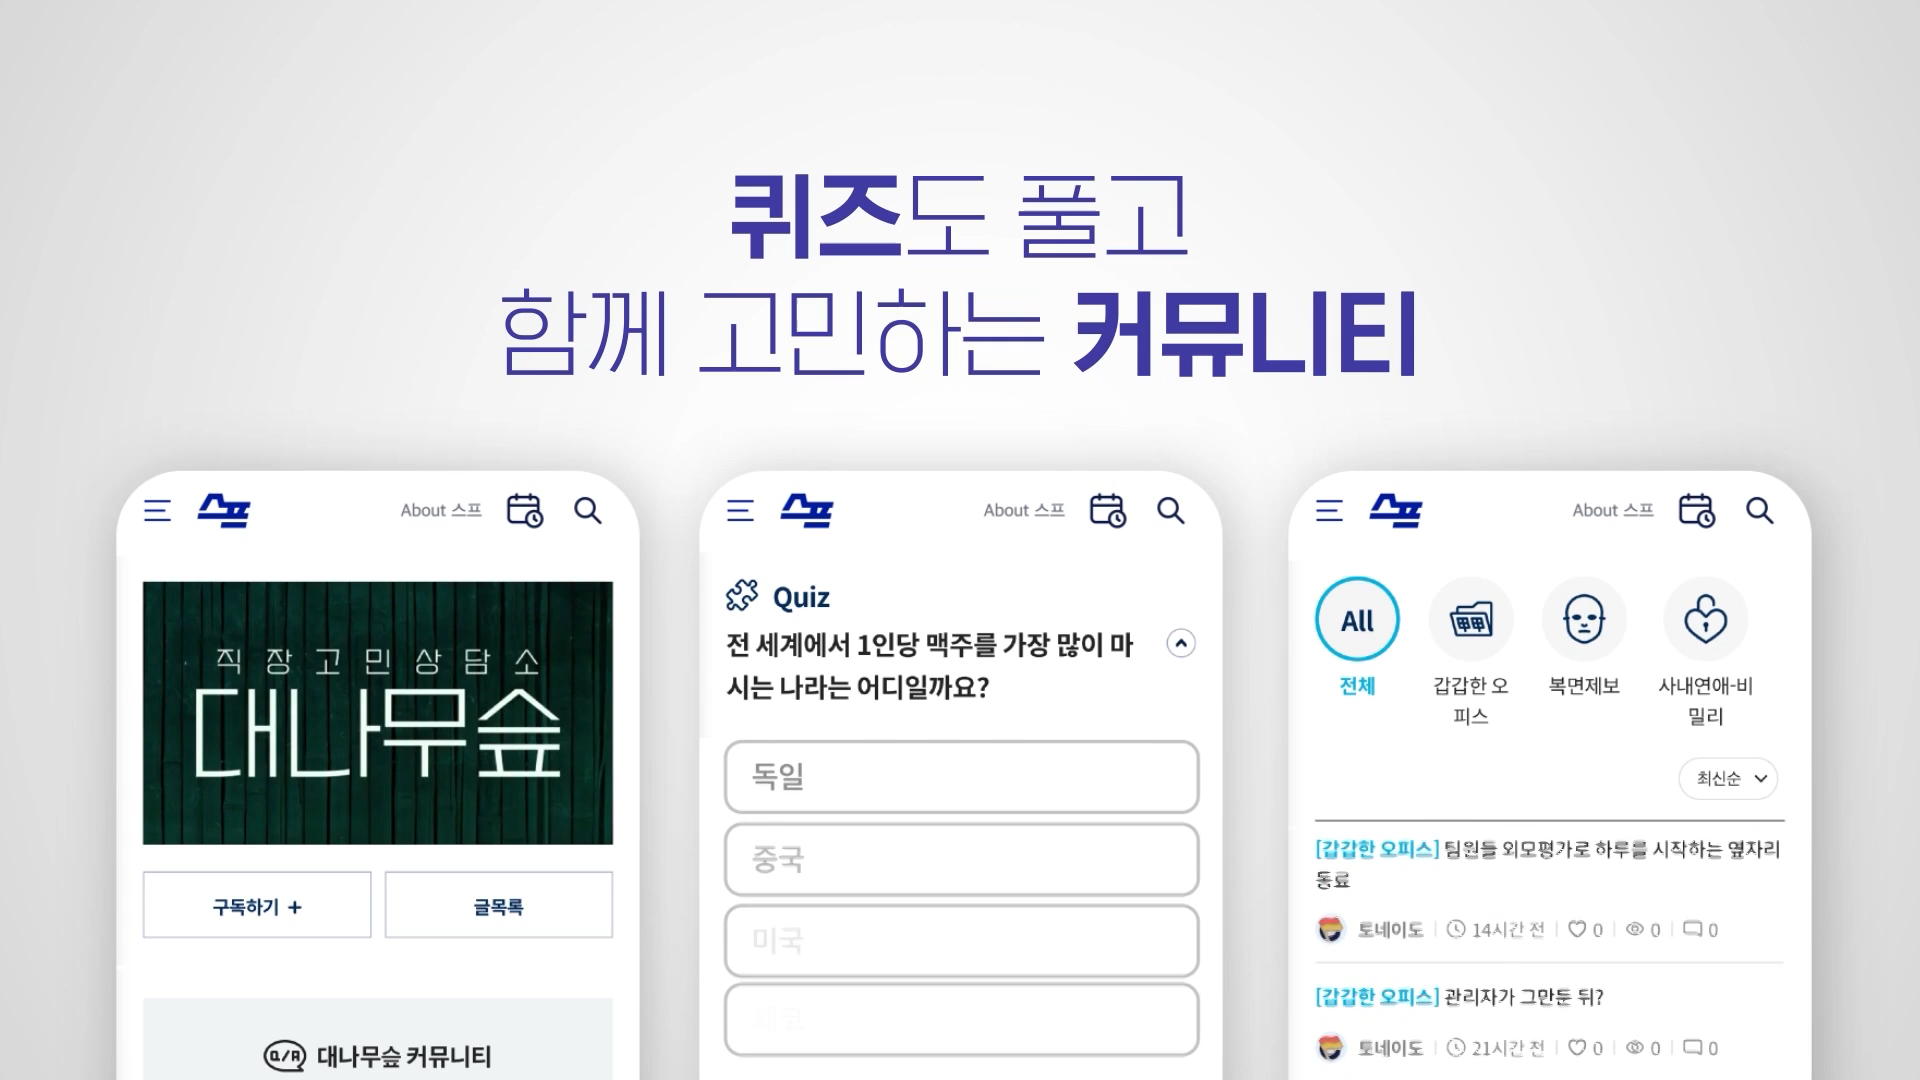 퀴즈도 풀고
함께 고민하는 커뮤니티
스프
About 스프
직장고민상담소
대나무숲
구독하기 +
글목록
Q/A 대나무숲 커뮤니티
스프
About 스프
Quiz
전 세계에서 1인당 맥주를 가장 많이 마
시는 나라는 어디일까요?
독일
중국
미국
스프
About 스프
All
전체
갑갑한 오
피스
복면제보
사내연애-비
밀리
최신순
[갑갑한 오피스] 팀원들 외모평가로 하루를 시작하는 옆자리
동료
토네이도 14시간 전 0 0 0
[갑갑한 오피스] 관리자가 그만둔 뒤?
토네이도 21시간 전 0 0 0